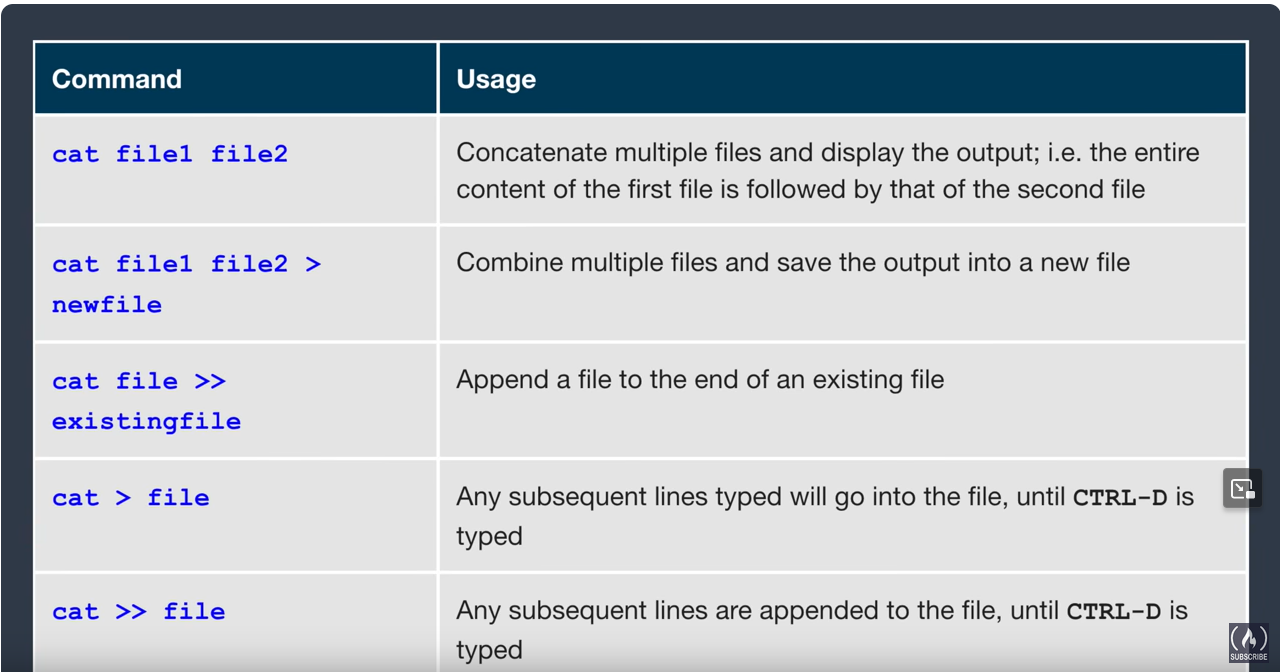 Command
Usage
cat file1 file2
Concatenate multiple files and display the output; i.e. the entire
content of the first file is followed by that of the second file
cat file1 file2 >
newfile
Combine multiple files and save the output into a new file
cat file >>
existingfile
Append a file to the end of an existing file
cat > file
Any subsequent lines typed will go into the file, until CTRL-D is
typed
cat >> file
Any subsequent lines are appended to the file, until CTRL-D is
typed
SUBSCRIBE